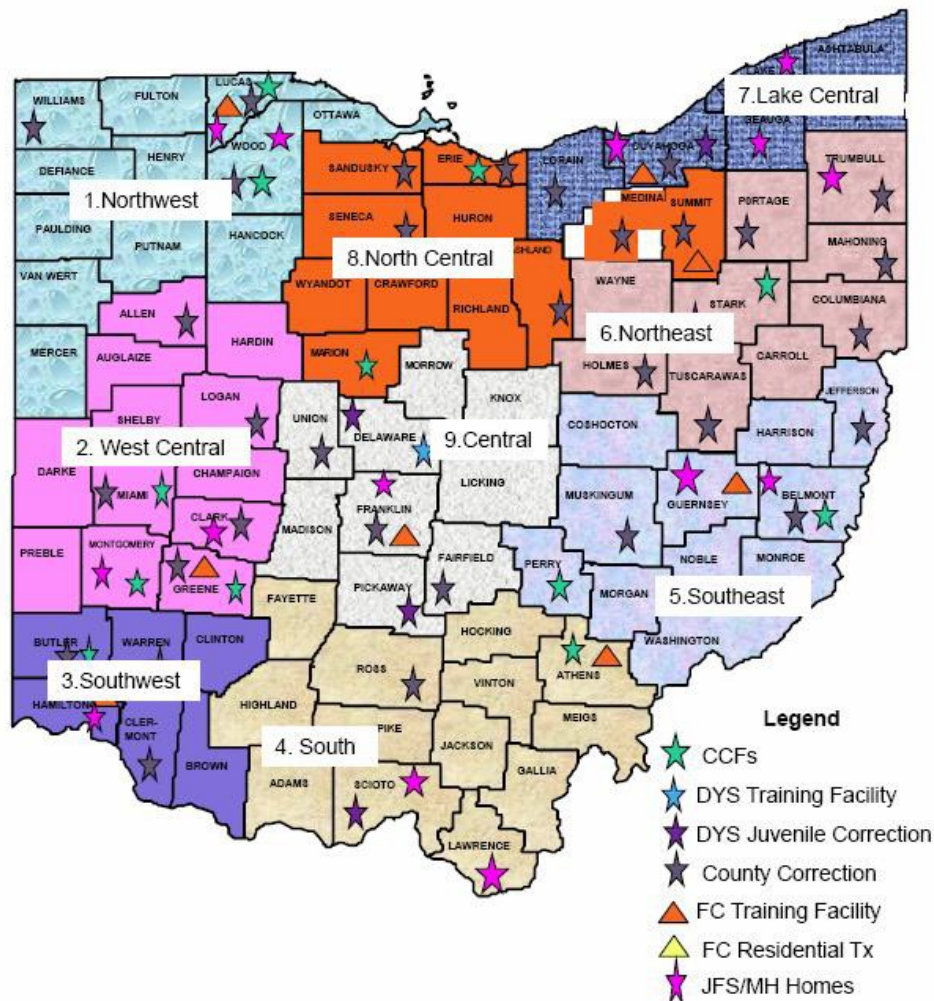 ASHTABULA
LAKE
7.Lake Central
GEAUGA
LUCAS
FULTON
WILLIAMS
OTTAWA
WOOD
HENRY
DEFIANCE
1.Northwest
SANDUSKY
ERIE
LORAIN
CUYAHOGA
TRUMBULL
MEDINA
SUMMIT
PORTAGE
PAULDING
PUTNAM
HANCOCK
SENECA
HURON
8.North Central
ASHLAND
MAHONING
VAN WERT
WYANDOT
CRAWFORD
RICHLAND
WAYNE
STARK
COLUMBIANA
ALLEN
HARDIN
6.Northeast
MERCER
AUGLAIZE
MARION
MORROW
HOLMES
TUSCARAWAS
CARROLL
JEFFERSON
LOGAN
SHELBY
UNION
KNOX
DELAWARE
9.Central
COSHOCTON
HARRISON
2. West Central
DARKE
CHAMPAIGN
MIAMI
LICKING
MUSKINGUM
GUERNSEY
BELMONT
CLARK
FRANKLIN
MADISON
PREBLE
MONTGOMERY
GREENE
FAIRFIELD
PERRY
NOBLE
MONROE
FAYETTE
PICKAWAY
MORGAN
5.Southeast
BUTLER
WARREN
CLINTON
HOCKING
WASHINGTON
3.Southwest
ROSS
VINTON
ATHENS
HAMILTON
HIGHLAND
CLER-
MONT
PIKE
MEIGS
BROWN
4. South
JACKSON
ADAMS
SCIOTO
GALLIA
LAWRENCE
Legend
CCFs
DYS Training Facility
DYS Juvenile Correction
County Correction
FC Training Facility
FC Residential Tx
JFS/MH Homes